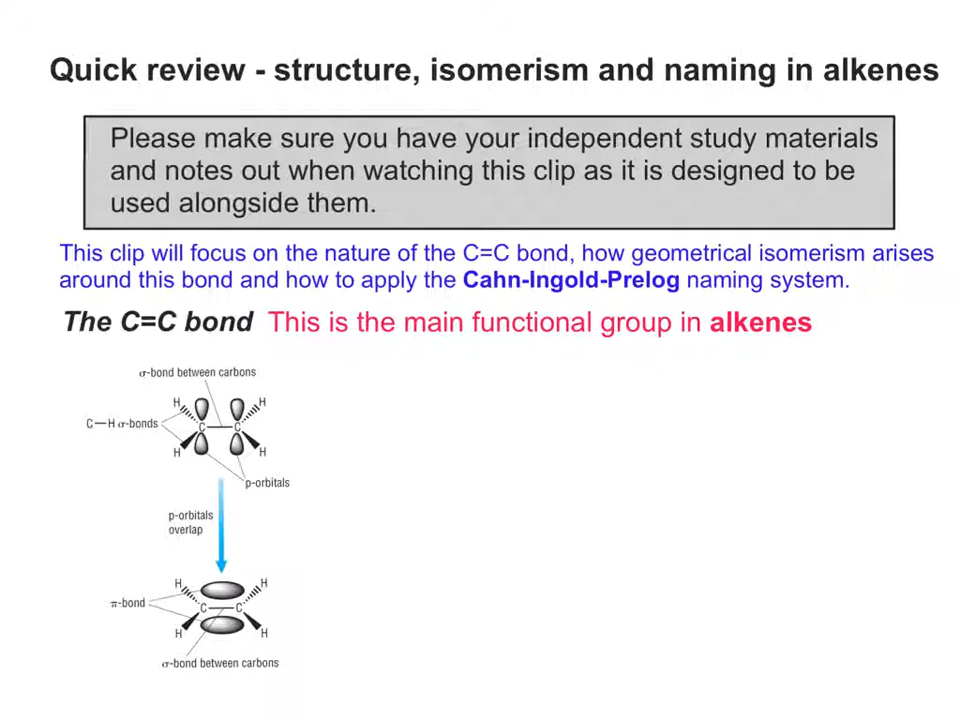 Quick review - structure, isomerism and naming in alkenes
Please make sure you have your independent study materials
and notes out when watching this clip as it is designed to be
used alongside them.
This clip will focus on the nature of the C=C bond, how geometrical isomerism arises
around this bond and how to apply the Cahn-Ingold-Prelog naming system.
The C=C bond This is the main functional group in alkenes
σ-bond between carbons
H H
C—H σ-bonds
C C
H H
p-orbitals
p-orbitals
overlap
H H
π-bond
C C
H H
σ-bond between carbons